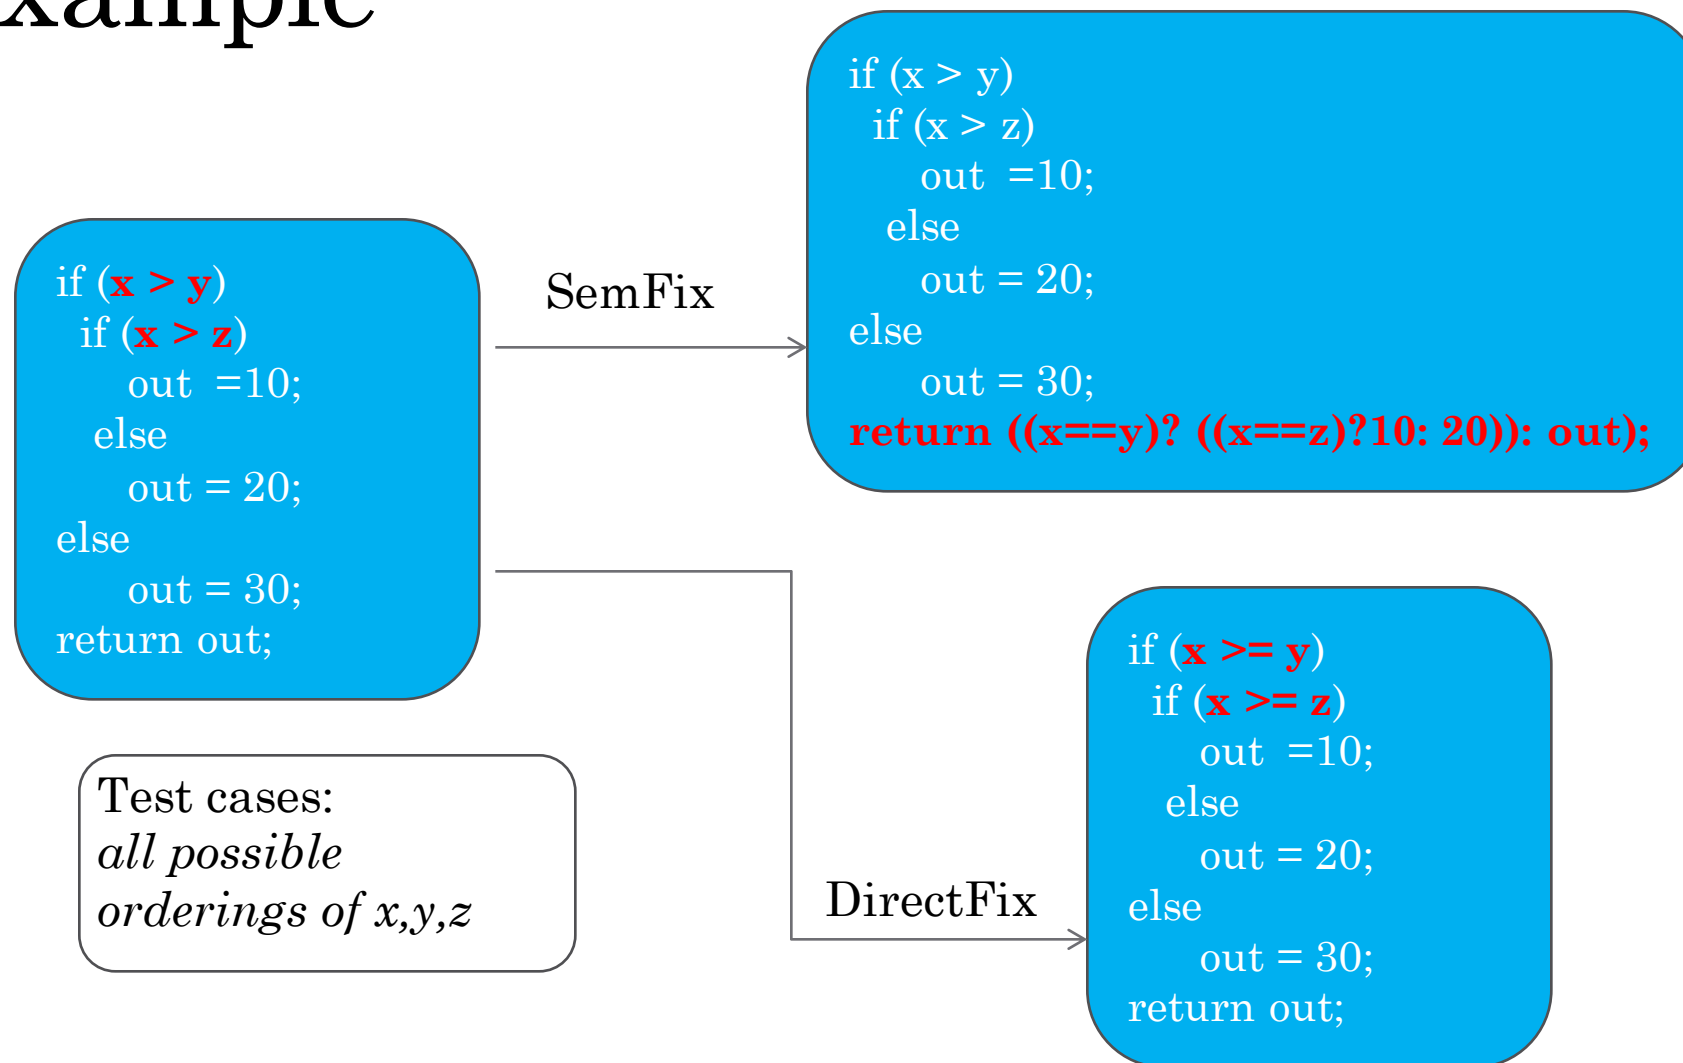 xample
if (x > y)
if (x > z)
out =10;
else
out = 20;
else
out = 30;
return out;
Test cases:
all possible
orderings of x,y,z
SemFix
if (x > y)
if (x > z)
out =10;
else
out = 20;
else
out = 30;
return ((x==y)? ((x==z)?10: 20)): out);
DirectFix
if (x >= y)
if (x >= z)
out =10;
else
out = 20;
else
out = 30;
return out;